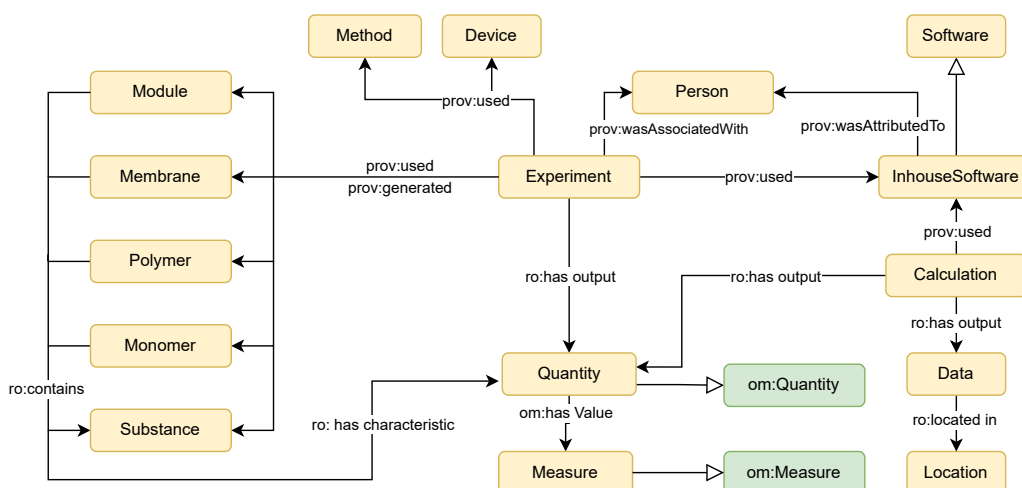 Method
Device
Software
Module
Person
prov:used
prov:wasAssociatedWith
prov:wasAttributedTo
Membrane
prov:used
prov:generated
Experiment
prov:used
InhouseSoftware
prov:used
Polymer
ro:has output
ro:has output
Calculation
ro:has output
Monomer
ro:contains
Quantity
om:Quantity
Data
om:has Value
ro:located in
Substance
ro: has characteristic
Measure
om:Measure
Location